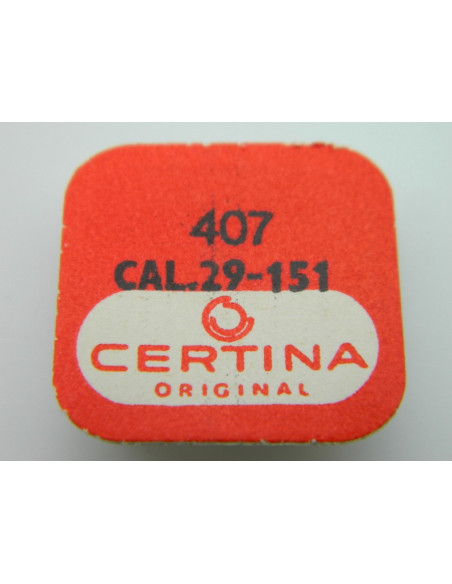 407
CAL.29-151
CERTINA
ORIGINAL